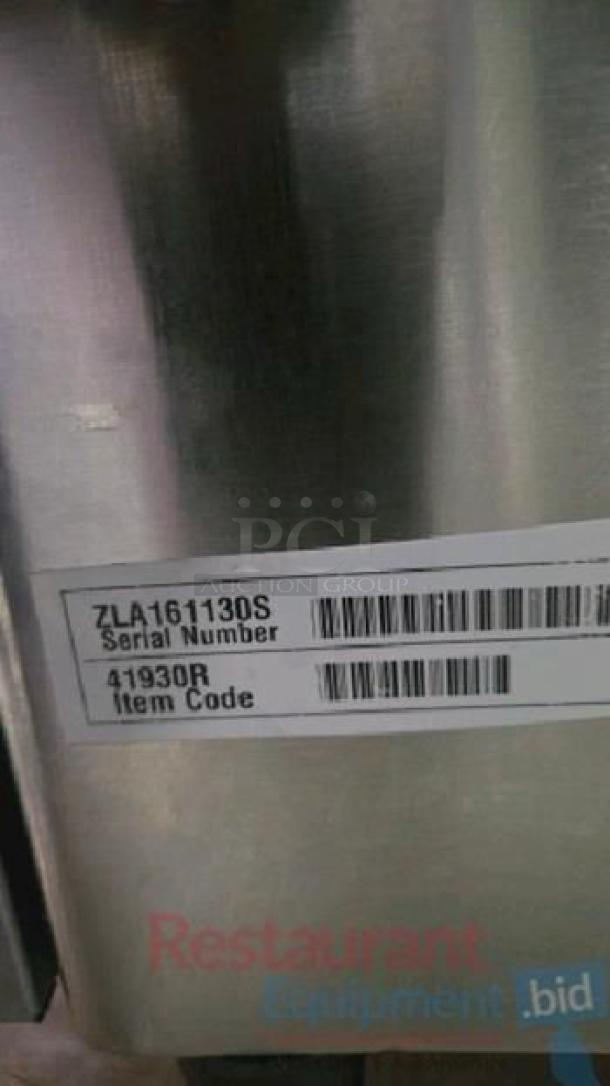 PCI
AUCTION GROUP
ZLA161130S
Serial Number
41930R
Item Code
Restaurant
Equipment .bid